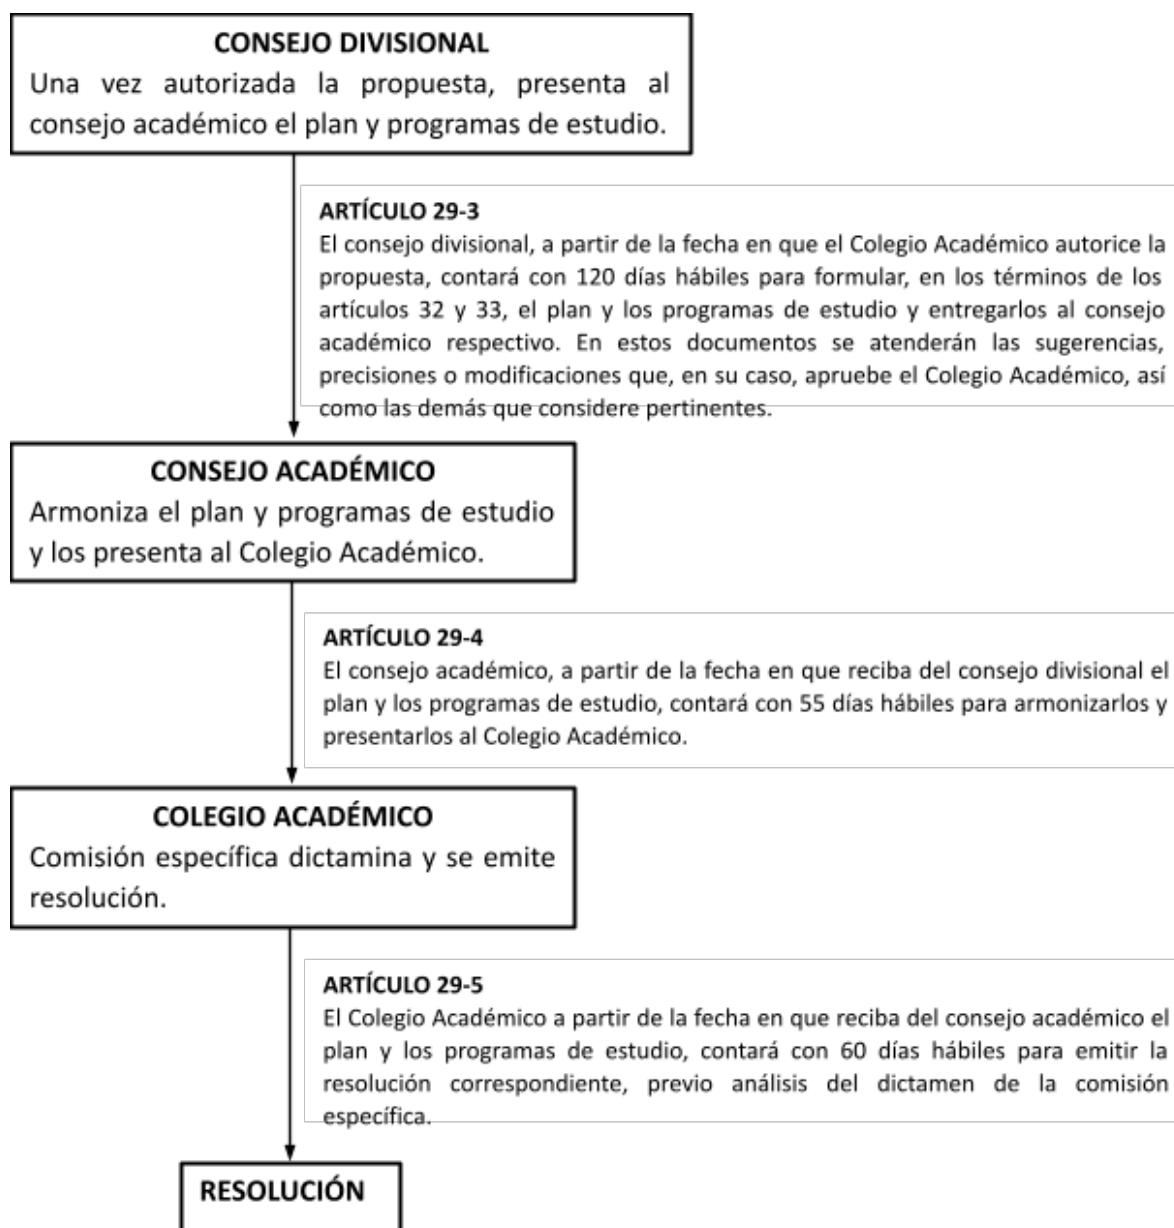 CONSEJO DIVISIONAL
Una vez autorizada la propuesta, presenta al
consejo académico el plan y programas de estudio.
ARTÍCULO 29-3
El consejo divisional, a partir de la fecha en que el Colegio Académico autorice la
propuesta, contará con 120 días hábiles para formular, en los términos de los
artículos 32 y 33, el plan y los programas de estudio y entregarlos al consejo
académico respectivo. En estos documentos se atenderán las sugerencias,
precisiones o modificaciones que, en su caso, apruebe el Colegio Académico, así
como las demás que considere pertinentes.
CONSEJO ACADÉMICO
Armoniza el plan y programas de estudio
y los presenta al Colegio Académico.
ARTÍCULO 29-4
El consejo académico, a partir de la fecha en que reciba del consejo divisional el
plan y los programas de estudio, contará con 55 días hábiles para armonizarlos y
presentarlos al Colegio Académico.
COLEGIO ACADÉMICO
Comisión específica dictamina y se emite
resolución.
ARTÍCULO 29-5
El Colegio Académico a partir de la fecha en que reciba del consejo académico el
plan y los programas de estudio, contará con 60 días hábiles para emitir la
resolución correspondiente, previo análisis del dictamen de la comisión
específica.
RESOLUCIÓN